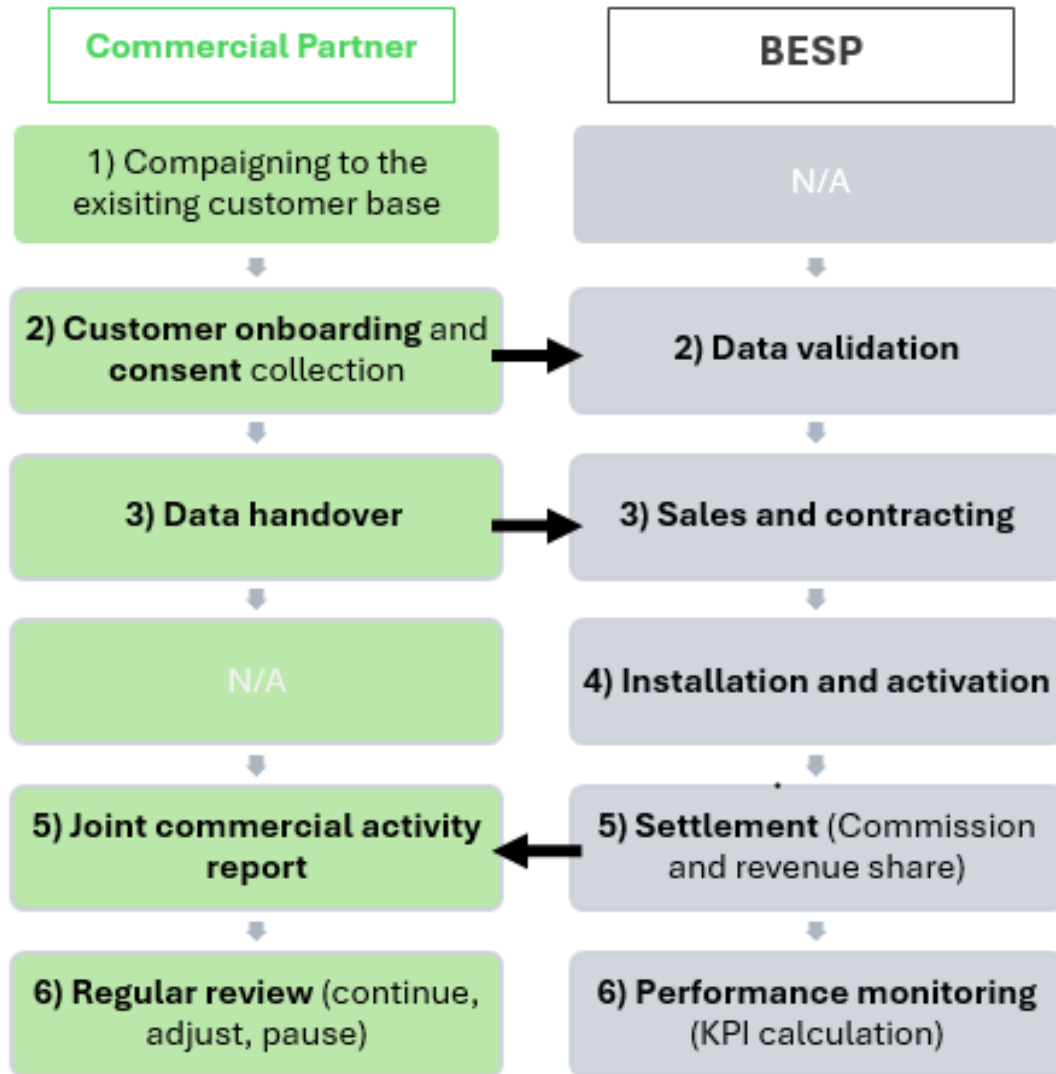 Commercial Partner
BESP
1) Compaigning to the
exisiting customer base
N/A
2) Customer onboarding and
consent collection
2) Data validation
3) Data handover
3) Sales and contracting
N/A
4) Installation and activation
5) Joint commercial activity
report
5) Settlement (Commission
and revenue share)
6) Regular review (continue,
adjust, pause)
6) Performance monitoring
(KPI calculation)